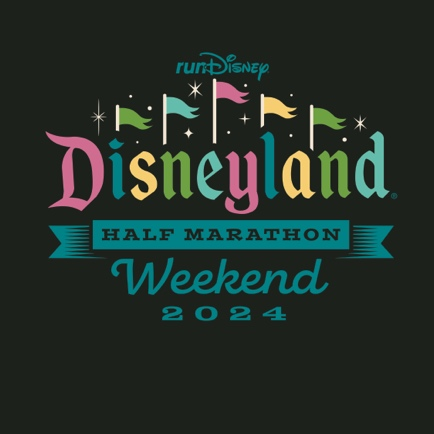 runDisney
Disneyland®
HALF MARATHON
Weekend
2024